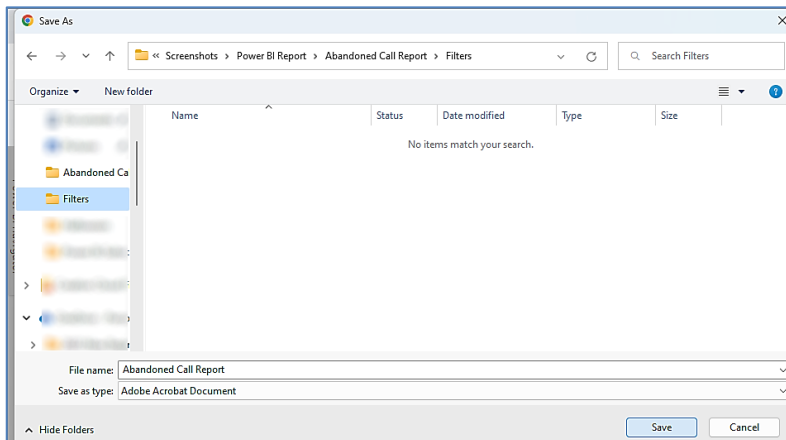 Save As
« Screenshots > Power BI Report > Abandoned Call Report > Filters
Search Filters
Organize
New folder
Name Status Date modified Type Size
No items match your search.
Abandoned Ca
Filters
File name: Abandoned Call Report
Save as type: Adobe Acrobat Document
Hide Folders
Save Cancel